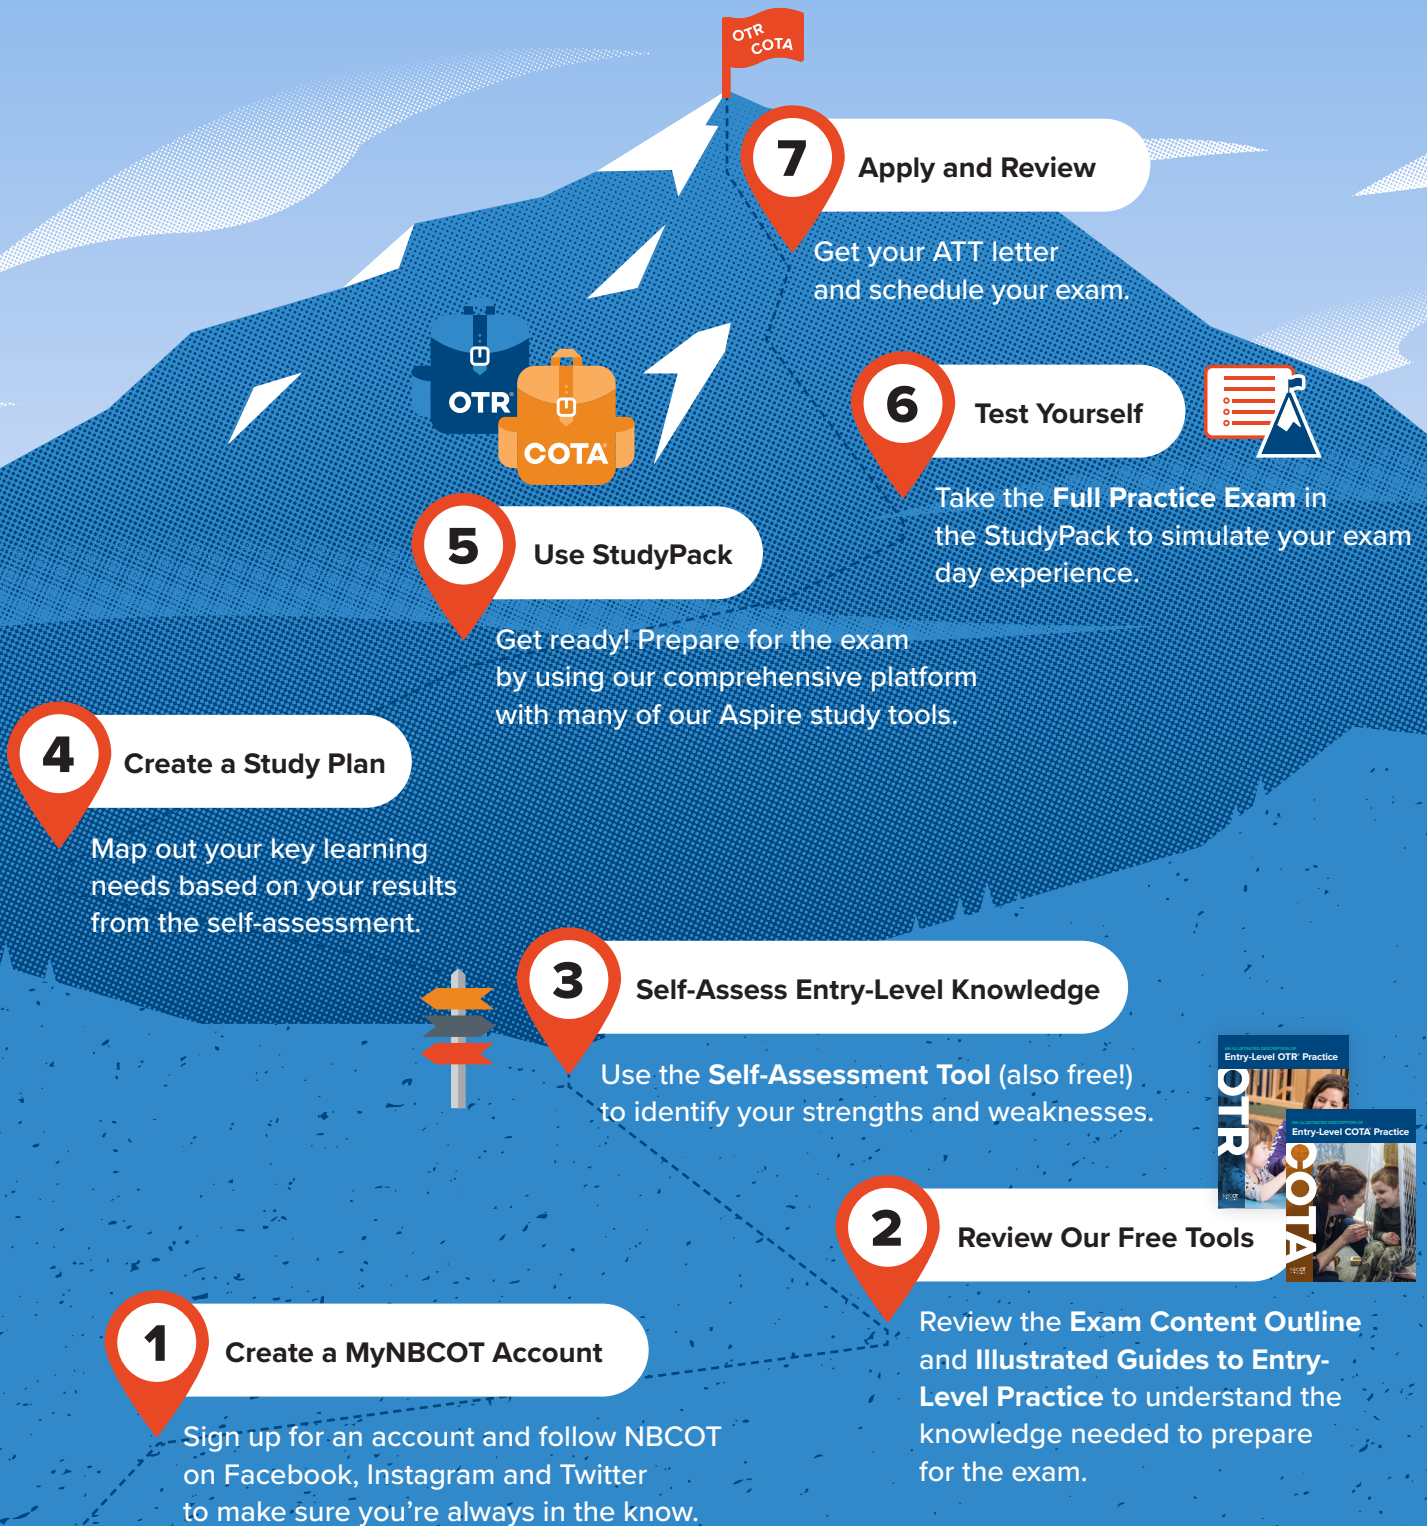 OTR
COTA
7
Apply and Review
Get your ATT letter
and schedule your exam.
OTR
COTA
6
Test Yourself
Take the Full Practice Exam in
the StudyPack to simulate your exam
day experience.
5
Use StudyPack
Get ready! Prepare for the exam
by using our comprehensive platform
with many of our Aspire study tools.
4
Create a Study Plan
Map out your key learning
needs based on your results
from the self-assessment.
3
Self-Assess Entry-Level Knowledge
Use the Self-Assessment Tool (also free!)
to identify your strengths and weaknesses.
AN ILLUSTRATED DESCRIPTION OF
Entry-Level OTR® Practice
OTR
AN ILLUSTRATED DESCRIPTION OF
Entry-Level COTA Practice
COTA
2
Review Our Free Tools
Review the Exam Content Outline
and Illustrated Guides to Entry-
Level Practice to understand the
knowledge needed to prepare
for the exam.
1
Create a MyNBCOT Account
Sign up for an account and follow NBCOT
on Facebook, Instagram and Twitter
to make sure you're always in the know.